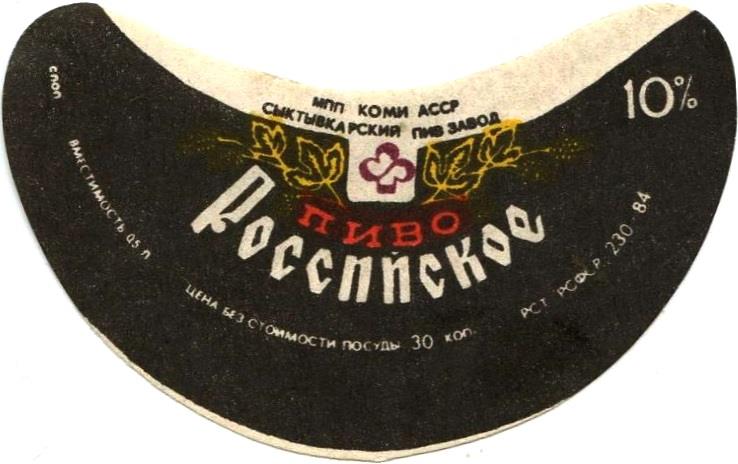 МПП КОМИ АССР
СЫКТЫВКАРСКИЙ ПИВ ЗАВОД
10%
ПИВО
Российское
ВМЕСТИМОСТЬ 0,5 Л
ЦЕНА БЕЗ СТОИМОСТИ ПОСУДЫ 30 КОП.
РСТ РСФСР 230-84